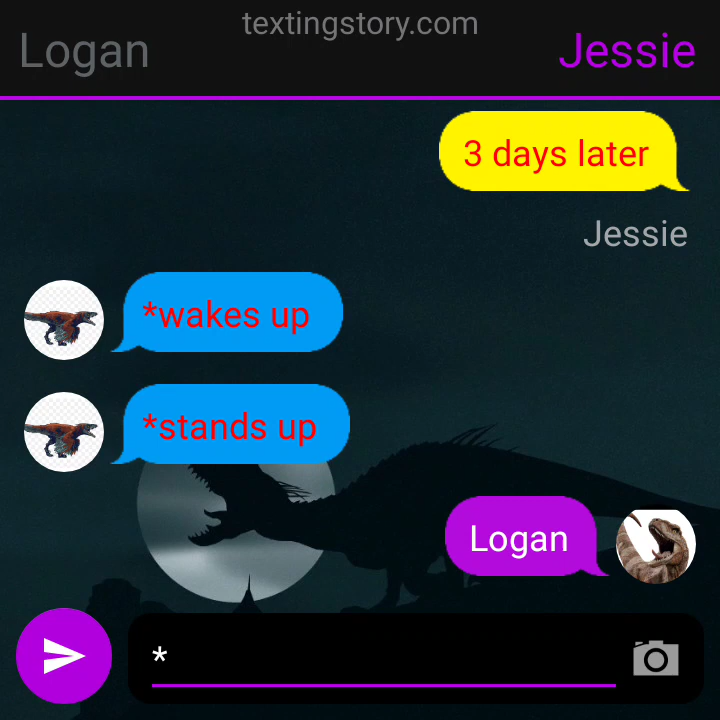 textingstory.com
Logan
Jessie
3 days later
Jessie
*wakes up
*stands up
Logan
*